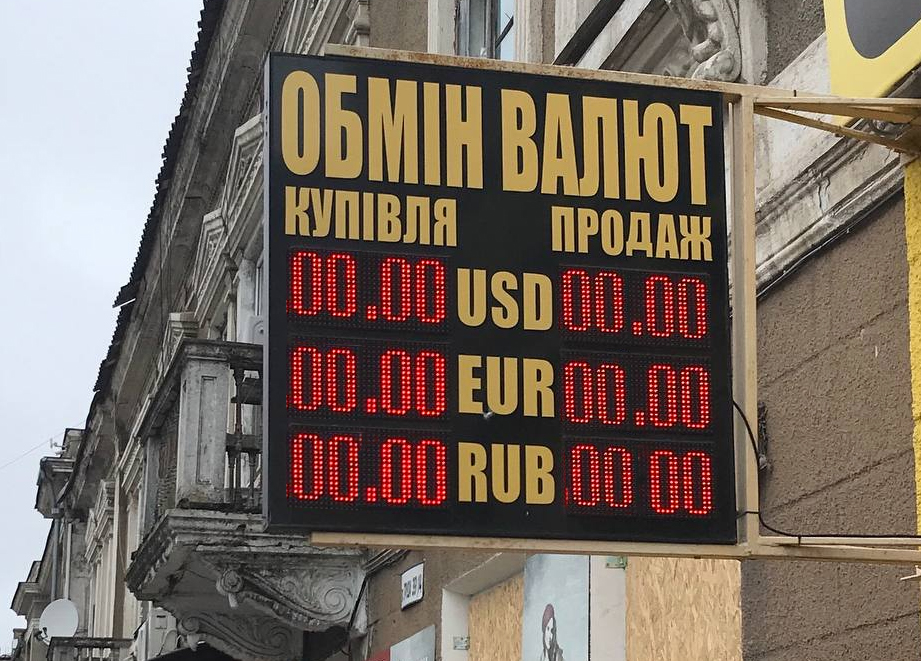 ОБМІН ВАЛЮТ
КУПІВЛЯ ПРОДАЖ
00.00 USD 00.00
00.00 EUR 00.00
00.00 RUB 00 00